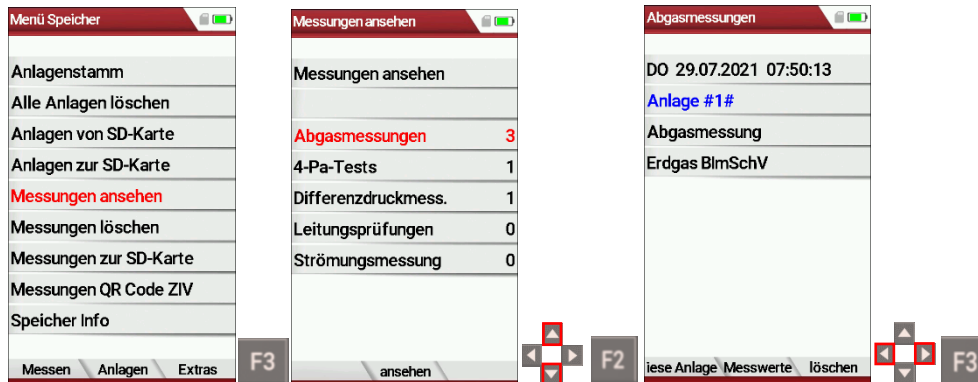 Menü Speicher
Anlagenstamm
Alle Anlagen löschen
Anlagen von SD-Karte
Anlagen zur SD-Karte
Messungen ansehen
Messungen löschen
Messungen zur SD-Karte
Messungen QR Code ZIV
Speicher Info
Messen Anlagen Extras
F3
Messungen ansehen
Messungen ansehen
Abgasmessungen 3
4-Pa-Tests 1
Differenzdruckmess. 1
Leitungsprüfungen 0
Strömungsmessung 0
ansehen
F2
Abgasmessungen
DO 29.07.2021 07:50:13
Anlage #1#
Abgasmessung
Erdgas BImSchV
iese Anlage Messwerte löschen
F3